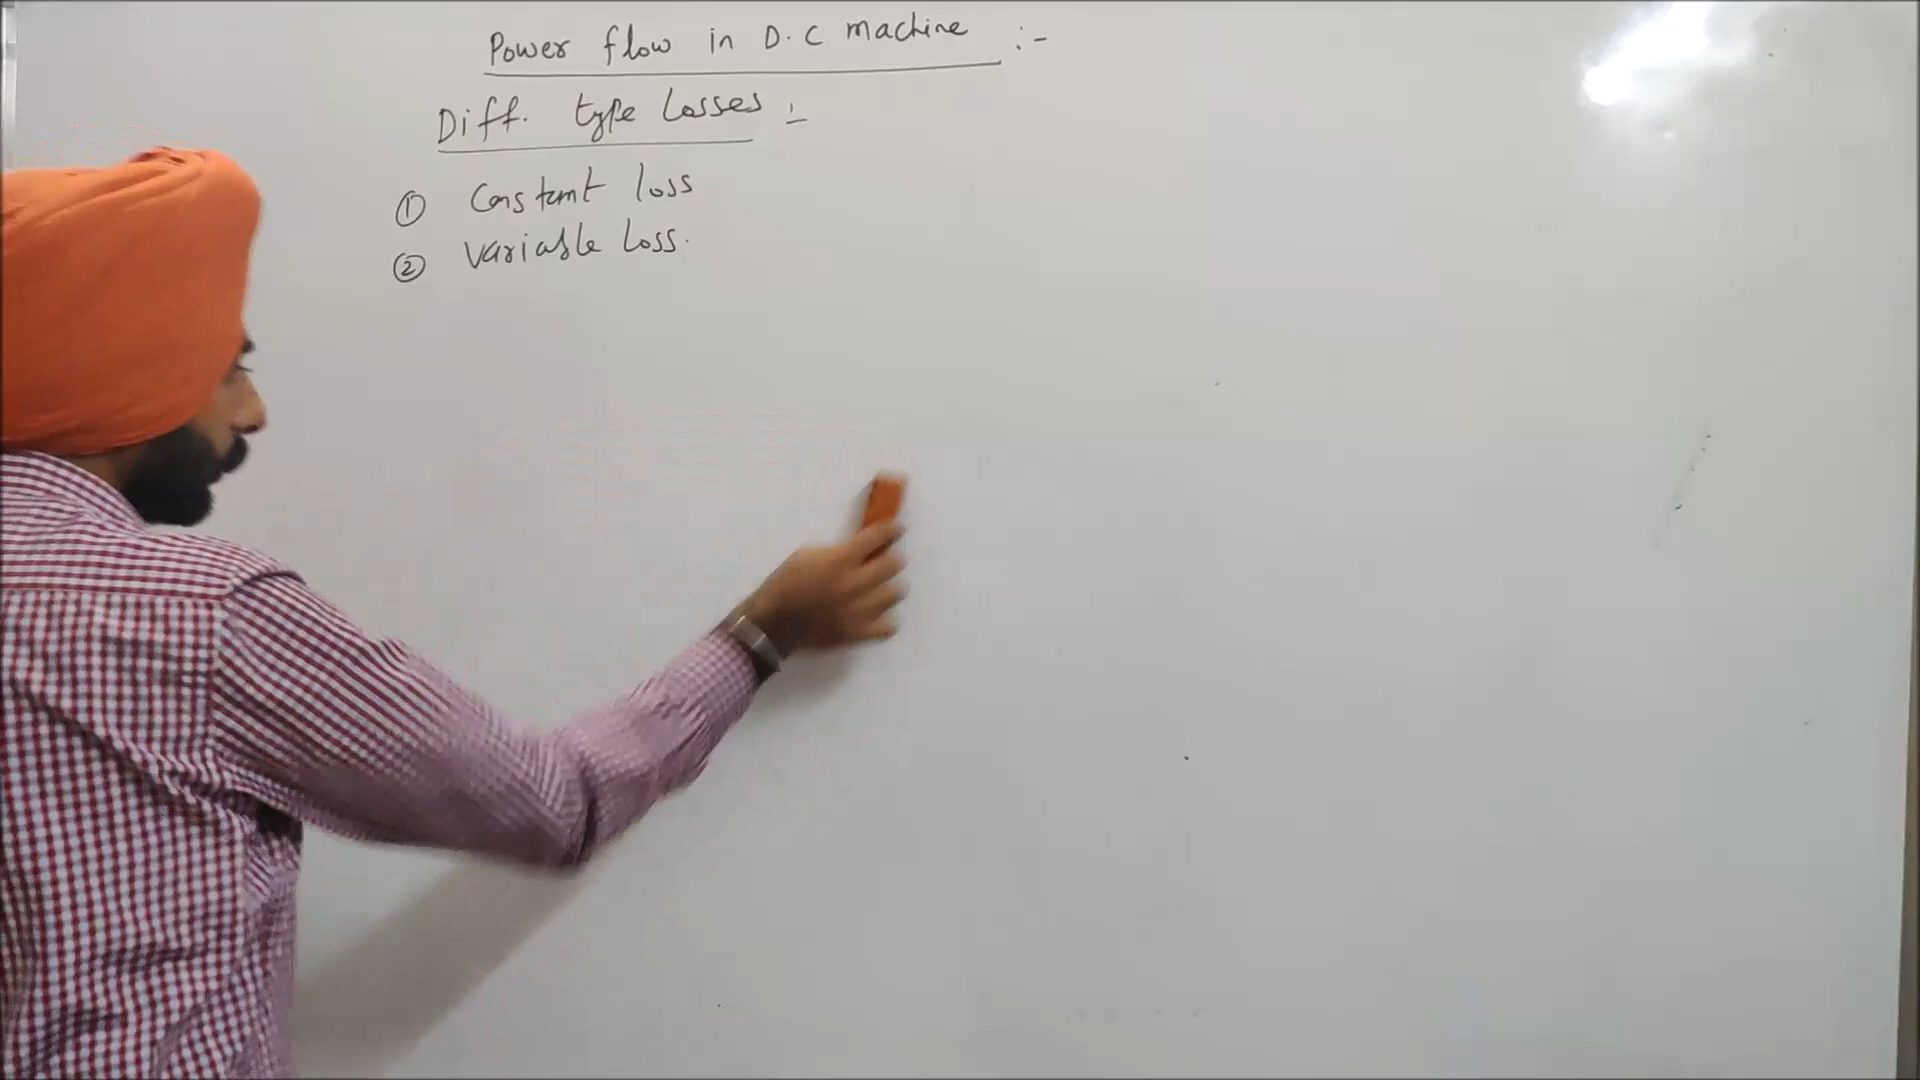 Power flow in D.C machine :-
Diff. type Losses :-
① Constant loss
② Variable Loss.